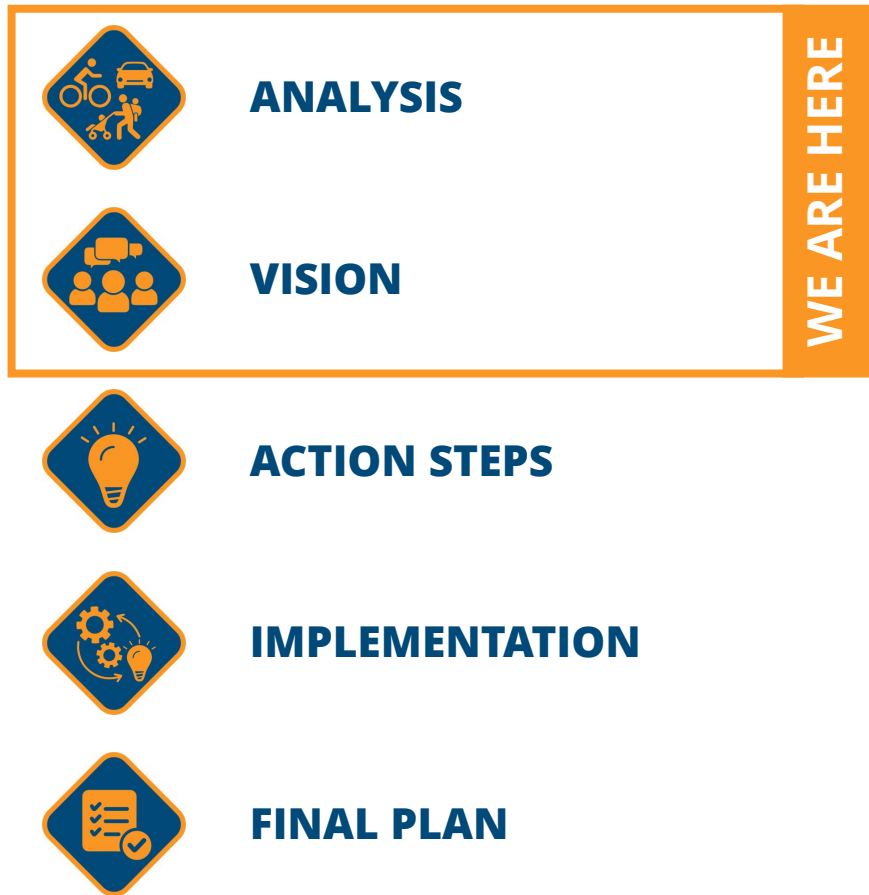 ANALYSIS
VISION
WE ARE HERE
ACTION STEPS
IMPLEMENTATION
FINAL PLAN